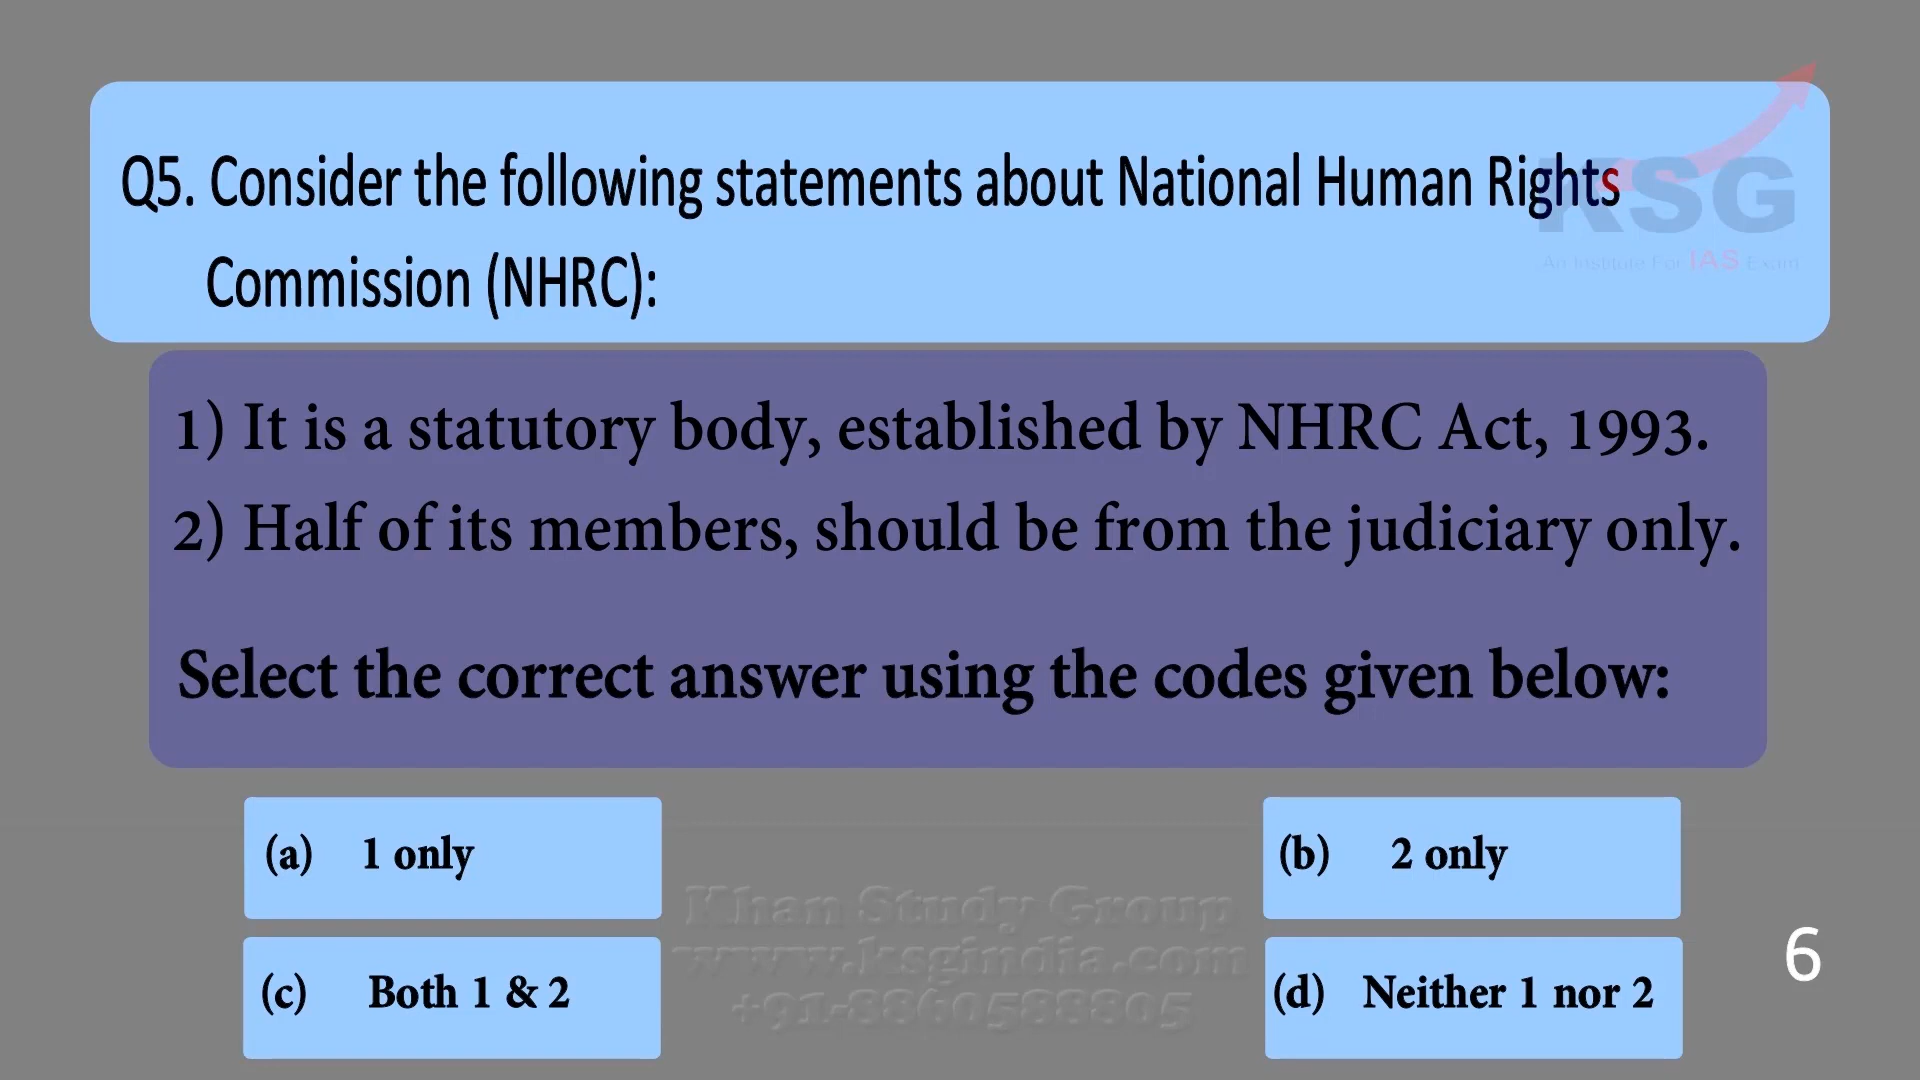 Q5. Consider the following statements about National Human Rights
Commission (NHRC):
KSG
An Institute For IAS Exam
1) It is a statutory body, established by NHRC Act, 1993.
2) Half of its members, should be from the judiciary only.
Select the correct answer using the codes given below:
(a) 1 only
(b) 2 only
(c) Both 1 & 2
(d) Neither 1 nor 2
6
Khan Study Group
www.ksgindia.com
+91-8860588805